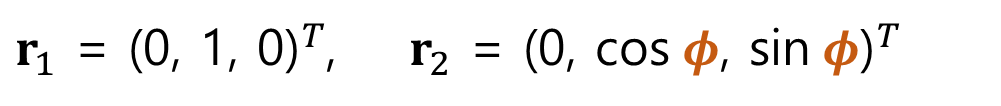 𝐫₁ = (0, 1, 0)ᵀ, 𝐫₂ = (0, cos 𝝓, sin 𝝓)ᵀ